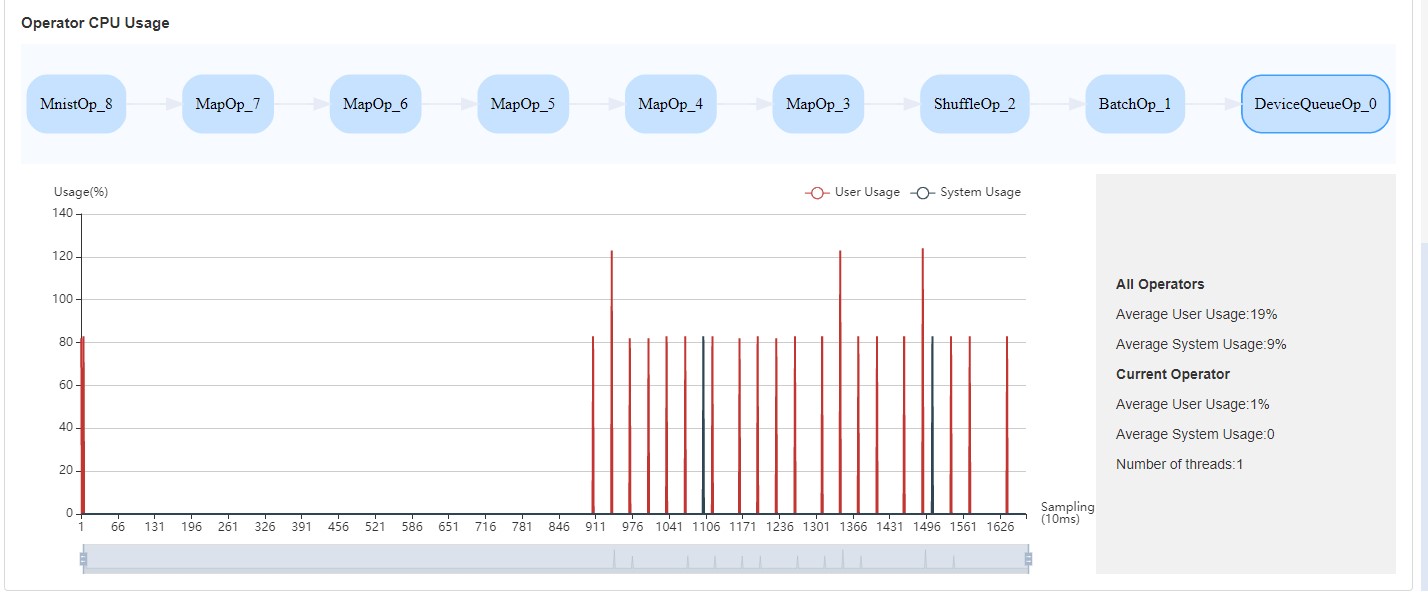 Operator CPU Usage
MnistOp_8
MapOp_7
MapOp_6
MapOp_5
MapOp_4
MapOp_3
ShuffleOp_2
BatchOp_1
DeviceQueueOp_0
Usage(%)
User Usage
System Usage
140
120
100
80
60
40
20
0
1 66 131 196 261 326 391 456 521 586 651 716 781 846 911 976 1041 1106 1171 1236 1301 1366 1431 1496 1561 1626
Sampling
(10ms)
All Operators
Average User Usage:19%
Average System Usage:9%
Current Operator
Average User Usage:1%
Average System Usage:0
Number of threads:1